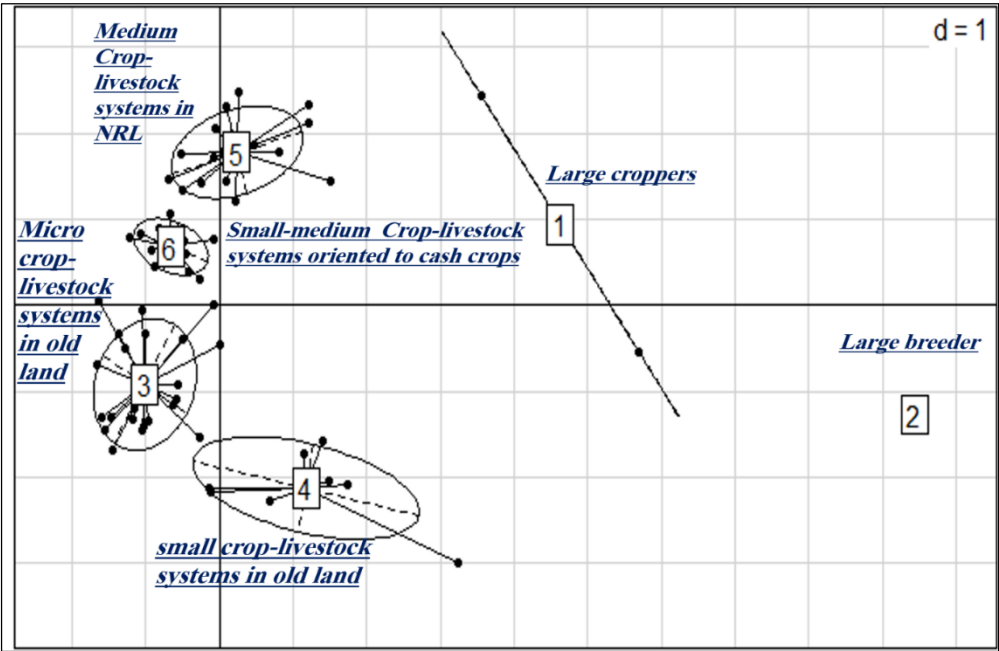 Medium
Crop-
livestock
systems in
NRL
d = 1
5
Large croppers
1
Micro
crop-
livestock
systems
in old
land
6
Small-medium Crop-livestock
systems oriented to cash crops
Large breeder
3
2
4
small crop-livestock
systems in old land